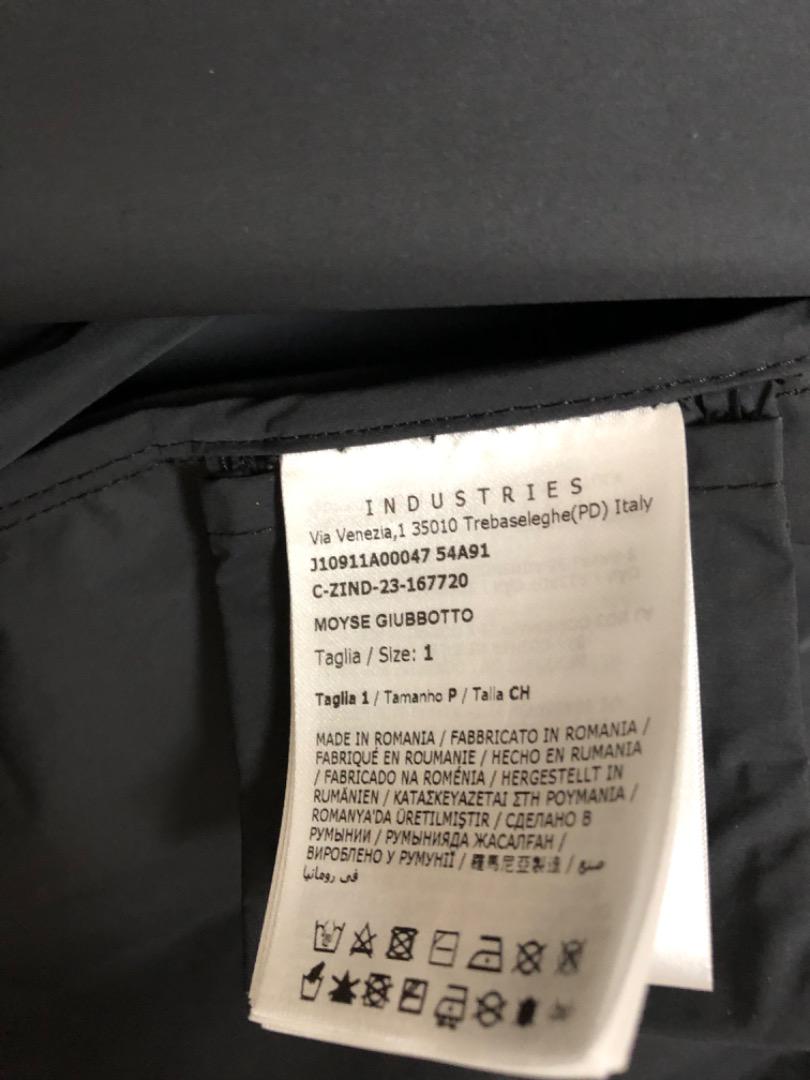 INDUSTRIES
Via Venezia,1 35010 Trebaseleghe(PD) Italy
J10911A00047 54A91
C-ZIND-23-167720
MOYSE GIUBBOTTO
Taglia / Size: 1
Taglia 1 / Tamanho P / Talla CH
MADE IN ROMANIA / FABBRICATO IN ROMANIA /
FABRIQUÉ EN ROUMANIE / HECHO EN RUMANIA
/ FABRICADO NA ROMÉNIA / HERGESTELLT IN
RUMÄNIEN / ΚΑΤΑΣΚΕΥΑΖΕΤΑΙ ΣΤΗ ΡΟΥΜΑΝΙΑ /
ROMANYA'DA ÜRETILMIŞTIR / СДЕЛАНО В
РУМЫНИИ / РУМЫНИЯДА ЖАСАЛҒАН /
ВИРОБЛЕНО У РУМУНІЇ / 羅馬尼亞製造 / صنع
في رومانيا